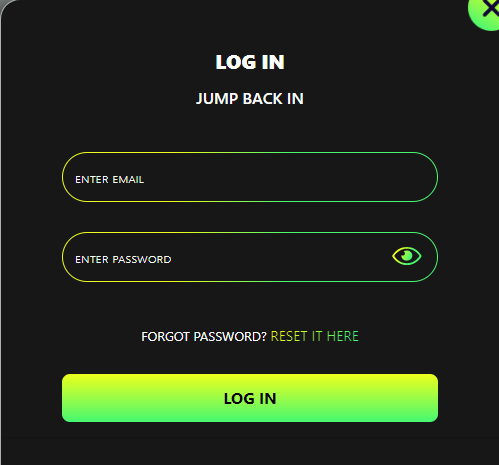 LOG IN
JUMP BACK IN
ENTER EMAIL
ENTER PASSWORD
FORGOT PASSWORD? RESET IT HERE
LOG IN